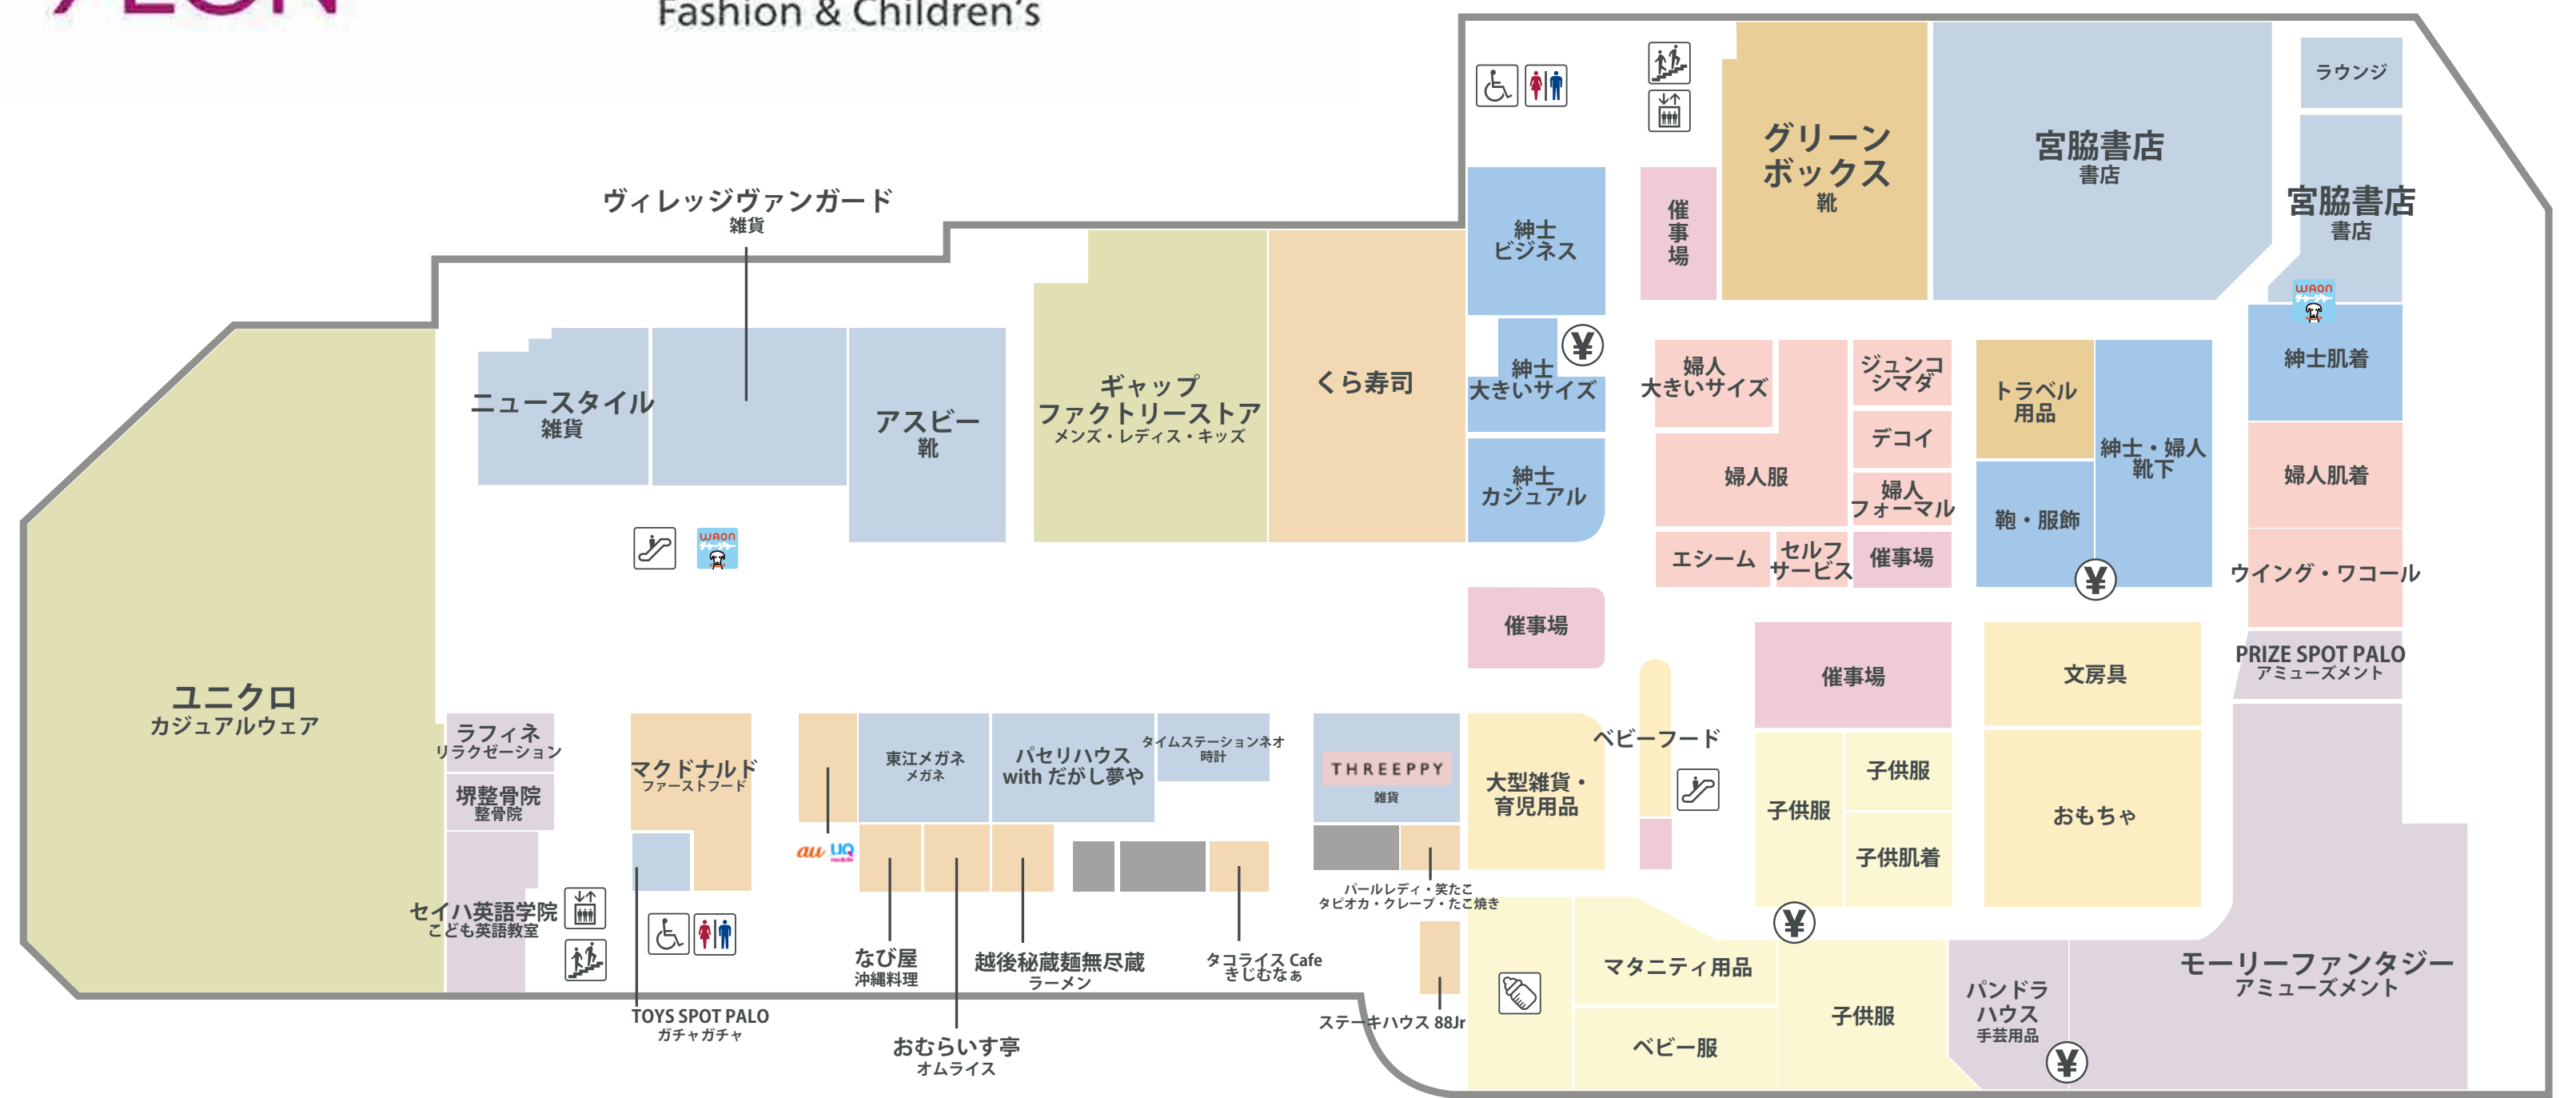 ÆON
Fashion & Children's
ラウンジ
グリーン
ボックス
靴
宮脇書店
書店
宮脇書店
書店
ヴィレッジヴァンガード
雑貨
紳士
ビジネス
催事場
WAON
チャージャー
紳士肌着
紳士
大きいサイズ
¥
婦人
大きいサイズ
ジュンコ
シマダ
トラベル
用品
ニュースタイル
雑貨
アスビー
靴
ギャップ
ファクトリーストア
メンズ・レディス・キッズ
くら寿司
デコイ
紳士・婦人
靴下
紳士
カジュアル
婦人服
婦人
フォーマル
婦人肌着
鞄・服飾
WAON
チャージャー
エシーム
セルフ
サービス
催事場
¥
ウイング・ワコール
催事場
催事場
文房具
PRIZE SPOT PALO
アミューズメント
ユニクロ
カジュアルウェア
ラフィネ
リラクゼーション
堺整骨院
整骨院
セイハ英語学院
こども英語教室
マクドナルド
ファーストフード
東江メガネ
メガネ
パセリハウス
with だがし夢や
タイムステーションネオ
時計
THREEPPY
雑貨
大型雑貨・
育児用品
ベビーフード
子供服
子供服
子供肌着
おもちゃ
au UQ
mobile
パールレディ・笑たこ
タピオカ・クレープ・たこ焼き
¥
なび屋
沖縄料理
越後秘蔵麺無尽蔵
ラーメン
タコライス Cafe
きじむなぁ
マタニティ用品
モーリーファンタジー
アミューズメント
TOYS SPOT PALO
ガチャガチャ
おむらいす亭
オムライス
ステーキハウス 88Jr
ベビー服
子供服
パンドラ
ハウス
手芸用品
¥